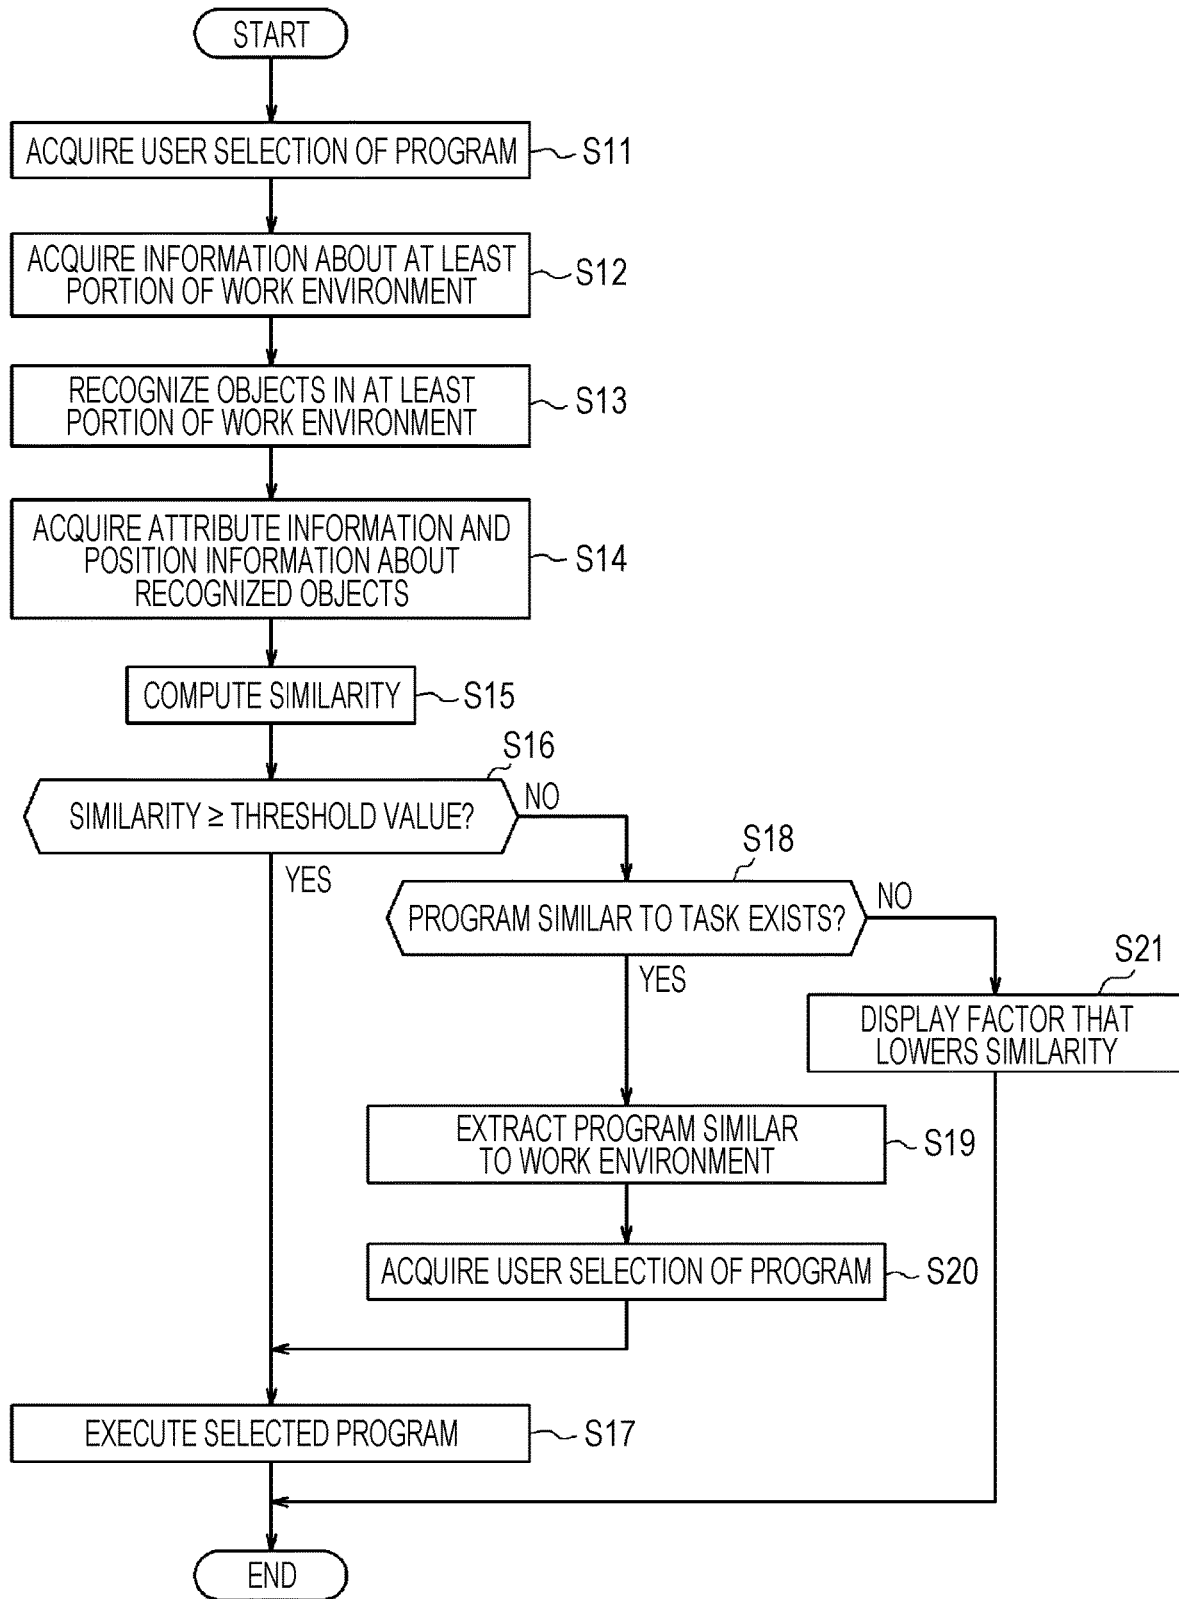 START
ACQUIRE USER SELECTION OF PROGRAM
S11
ACQUIRE INFORMATION ABOUT AT LEAST
PORTION OF WORK ENVIRONMENT
S12
RECOGNIZE OBJECTS IN AT LEAST
PORTION OF WORK ENVIRONMENT
S13
ACQUIRE ATTRIBUTE INFORMATION AND
POSITION INFORMATION ABOUT
RECOGNIZED OBJECTS
S14
COMPUTE SIMILARITY
S15
S16
SIMILARITY ≥ THRESHOLD VALUE?
NO
YES
S18
PROGRAM SIMILAR TO TASK EXISTS?
NO
YES
S21
DISPLAY FACTOR THAT
LOWERS SIMILARITY
EXTRACT PROGRAM SIMILAR
TO WORK ENVIRONMENT
S19
ACQUIRE USER SELECTION OF PROGRAM
S20
EXECUTE SELECTED PROGRAM
S17
END